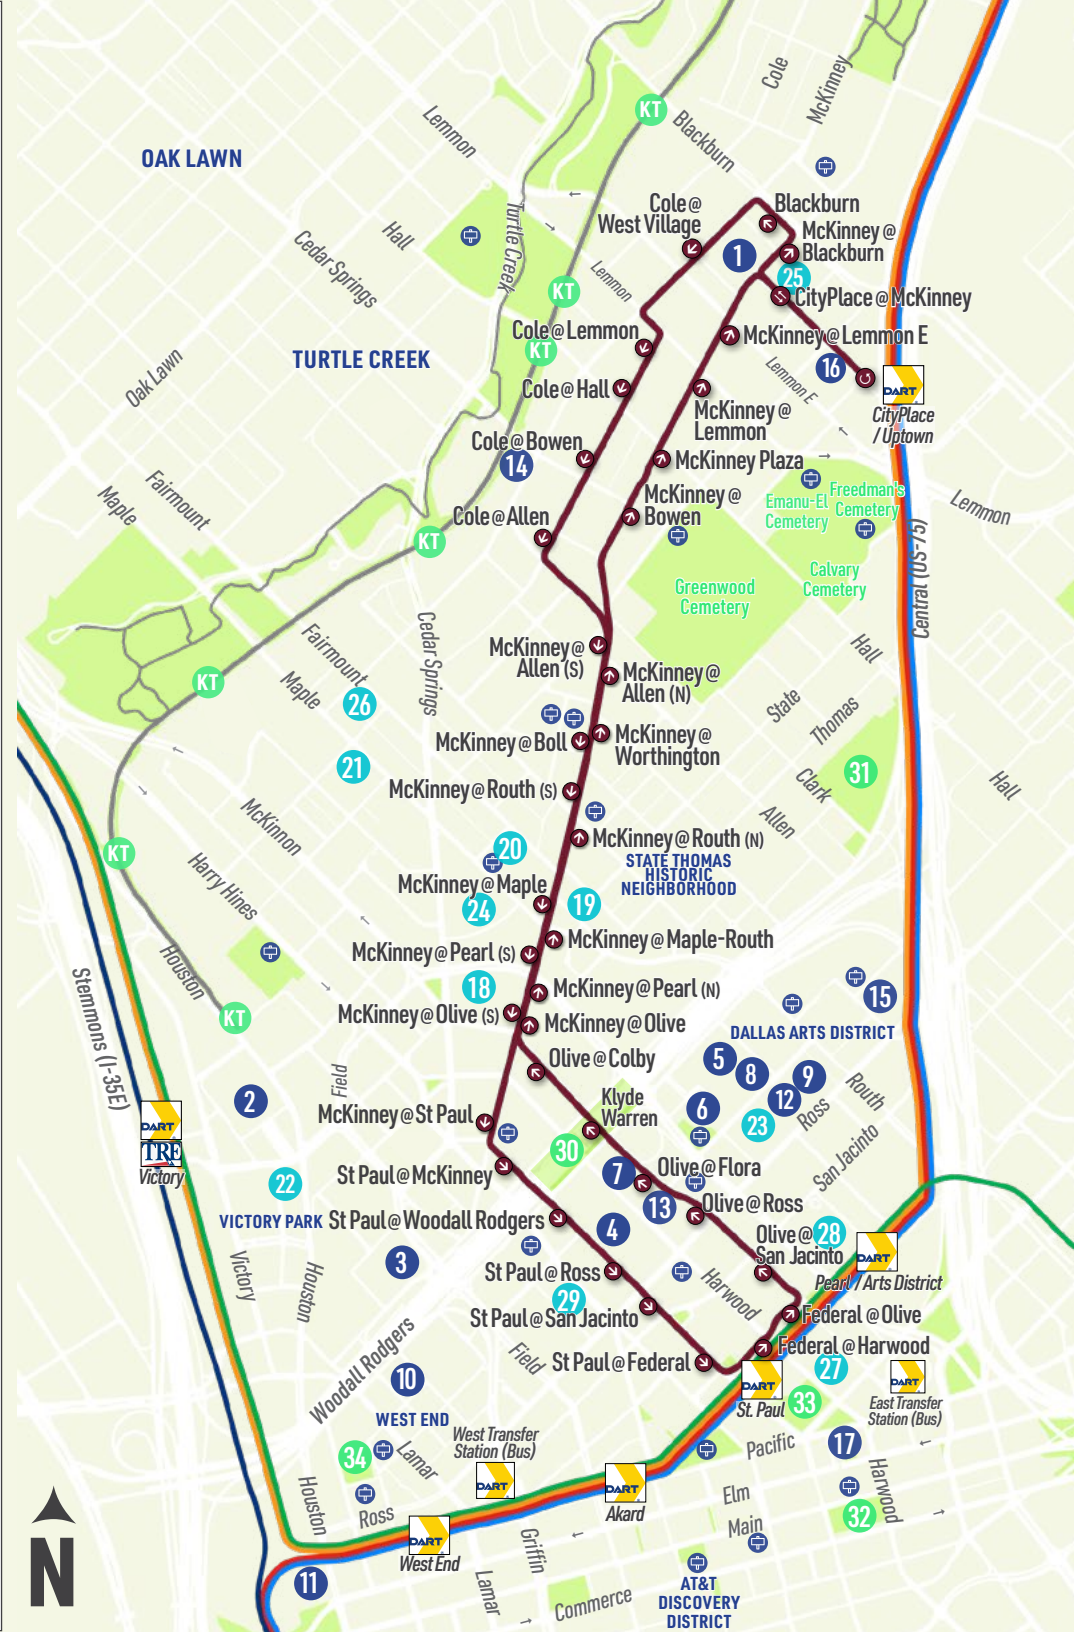 Cole
McKinney
KT
Lemmon
Blackburn
OAK LAWN
Cole@
West Village
Blackburn
McKinney @
Blackburn
Hall
Turtle Creek
Cedar Springs
1
25
Lemmon
KT
CityPlace@McKinney
Cole@Lemmon
KT
McKinney@Lemmon E
TURTLE CREEK
Oak Lawn
16
Lemmon E
DART
Cole@Hall
CityPlace
/ Uptown
McKinney @
Lemmon
Cole@Bowen
14
McKinney Plaza
Fairmount
Maple
McKinney @
Bowen
Emanu-El
Cemetery
Freedman's
Cemetery
Lemmon
Cole@Allen
KT
Central (US-75)
Calvary
Cemetery
Greenwood
Cemetery
Cedar Springs
Fairmount
Maple
McKinney@
Allen (S)
Hall
McKinney@
Allen (N)
KT
26
State
Thomas
McKinney@Boll
McKinney@
Worthington
21
31
Clark
Hall
McKinney@Routh (S)
McKinnon
Allen
McKinney@Routh (N)
20
KT
STATE THOMAS
HISTORIC
NEIGHBORHOOD
Harry Hines
McKinney@Maple
24
19
McKinney@Maple-Routh
McKinney@Pearl (S)
Houston
Stemmons (I-35E)
18
McKinney@Pearl (N)
15
KT
McKinney@Olive (S)
McKinney@Olive
DALLAS ARTS DISTRICT
Olive@Colby
5
8
9
Field
Routh
2
Klyde
Warren
12
6
Ross
23
McKinney@St Paul
DART
TRE
Victory
30
San Jacinto
St Paul@McKinney
7
Olive@Flora
22
13
Olive@Ross
VICTORY PARK
St Paul@Woodall Rodgers
4
28
Olive@
San Jacinto
DART
3
Victory
Houston
St Paul@Ross
Harwood
Pearl / Arts District
29
St Paul@San Jacinto
Federal @Olive
Woodall Rodgers
Field
Federal @Harwood
St Paul@Federal
27
10
DART
DART
St. Paul
33
East Transfer
Station (Bus)
WEST END
West Transfer
Station (Bus)
34
Lamar
Pacific
17
Harwood
DART
DART
Akard
Elm
32
Houston
Ross
Main
DART
West End
Griffin
11
Lamar
Commerce
AT&T
DISCOVERY
DISTRICT
N